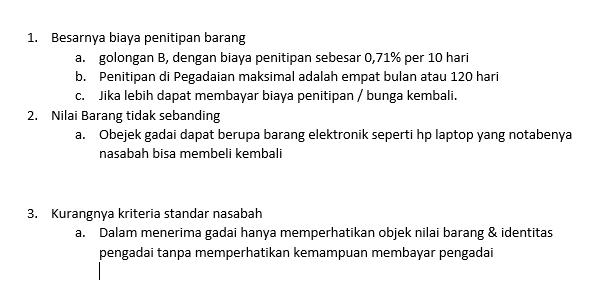 1. Besarnya biaya penitipan barang
a. golongan B, dengan biaya penitipan sebesar 0,71% per 10 hari
b. Penitipan di Pegadaian maksimal adalah empat bulan atau 120 hari
c. Jika lebih dapat membayar biaya penitipan / bunga kembali.
2. Nilai Barang tidak sebanding
a. Obejek gadai dapat berupa barang elektronik seperti hp laptop yang notabenya
nasabah bisa membeli kembali
3. Kurangnya kriteria standar nasabah
a. Dalam menerima gadai hanya memperhatikan objek nilai barang & identitas
pengadai tanpa memperhatikan kemampuan membayar pengadai